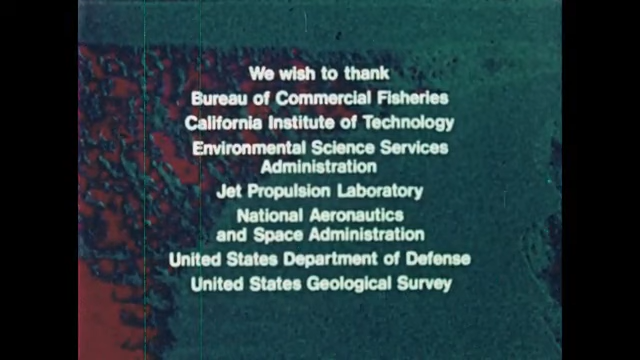 We wish to thank
Bureau of Commercial Fisheries
California Institute of Technology
Environmental Science Services
Administration
Jet Propulsion Laboratory
National Aeronautics
and Space Administration
United States Department of Defense
United States Geological Survey